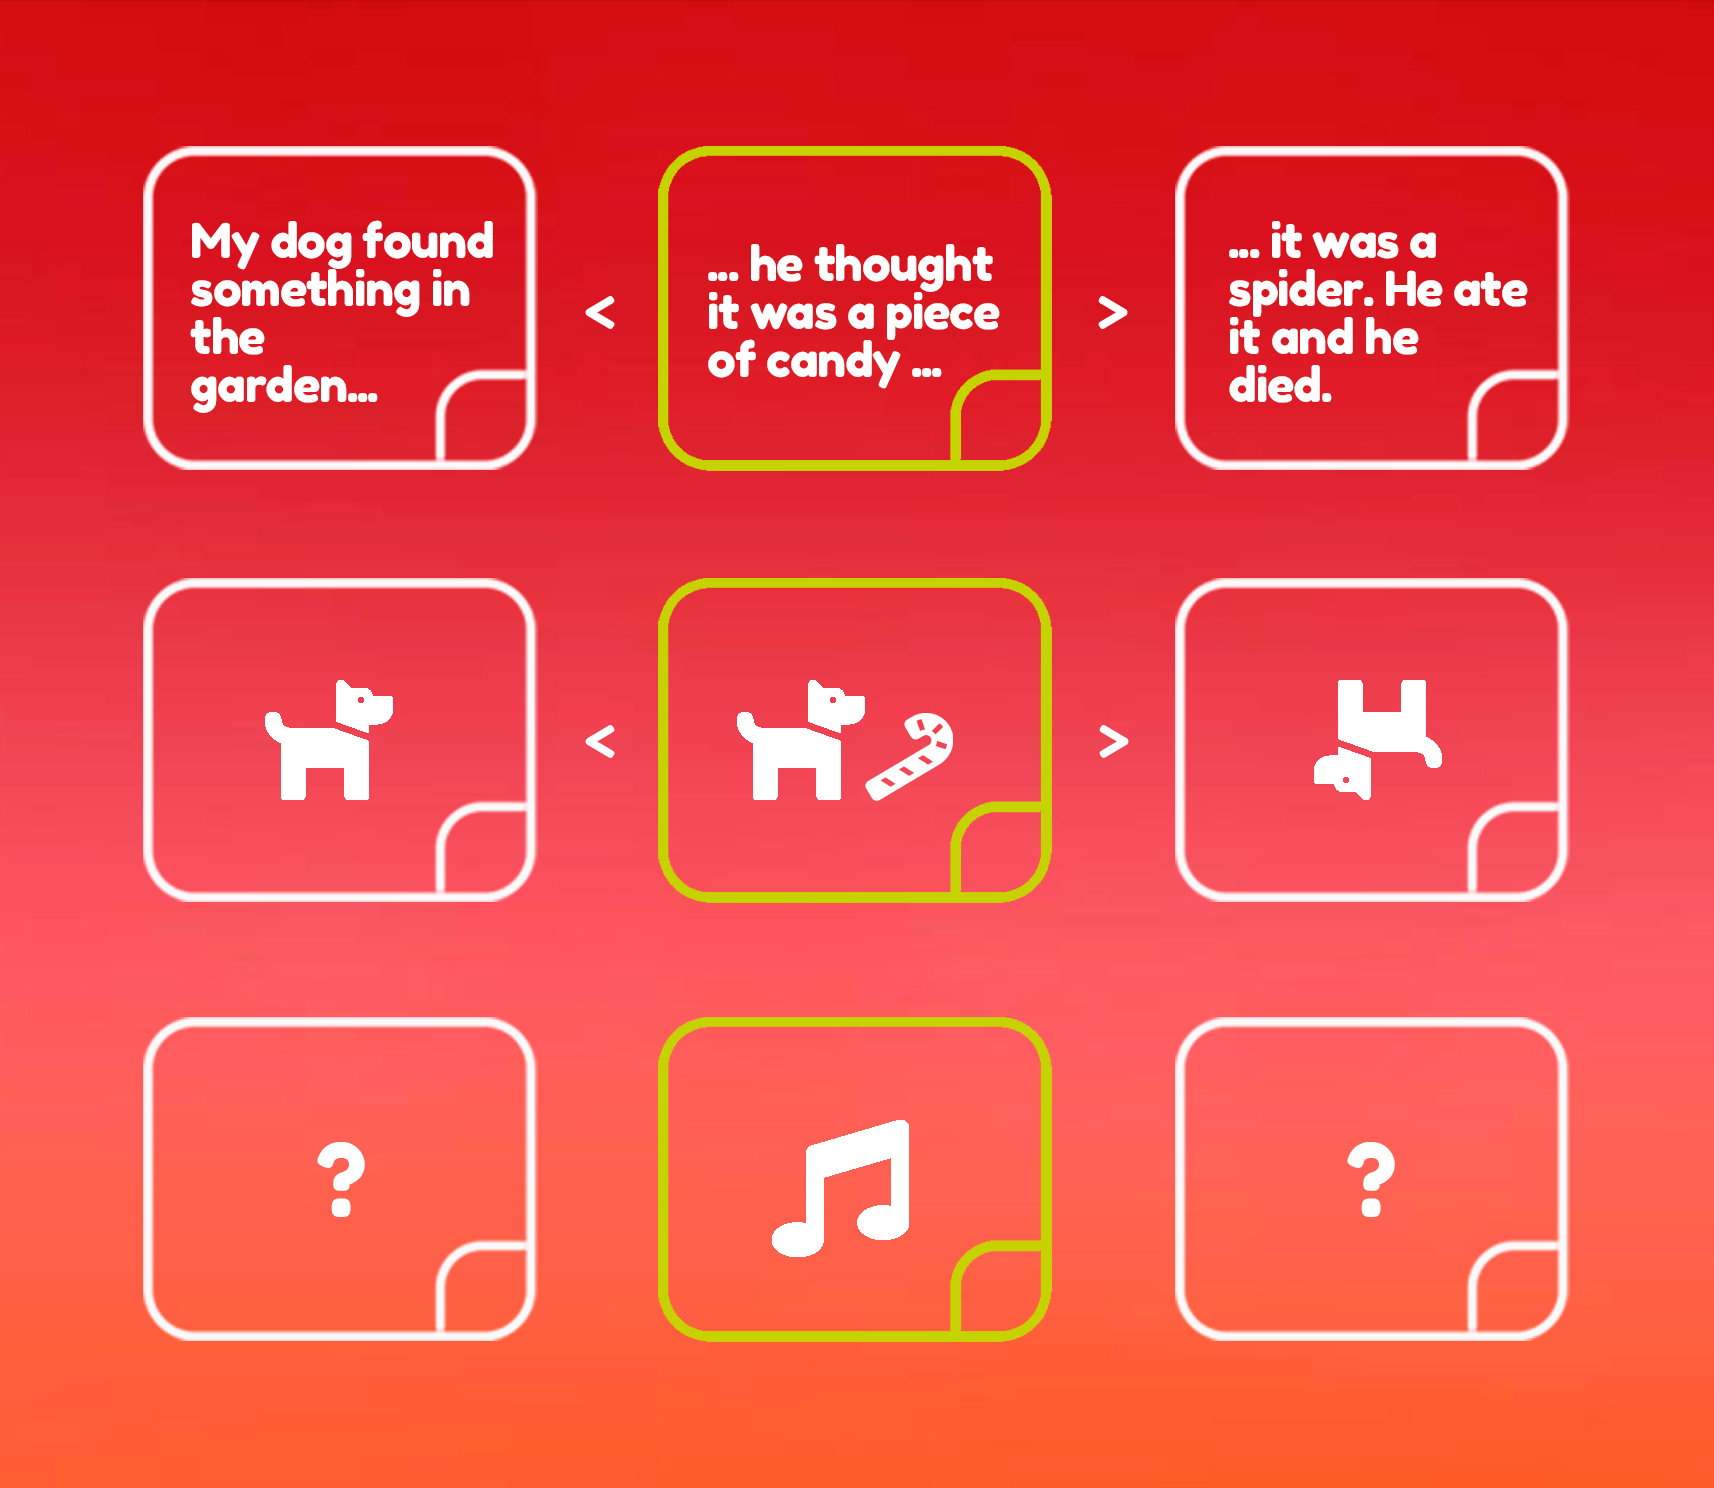 My dog found
something in
the
garden...
<
... he thought
it was a piece
of candy ...
>
... it was a
spider. He ate
it and he
died.
<
>
?
?